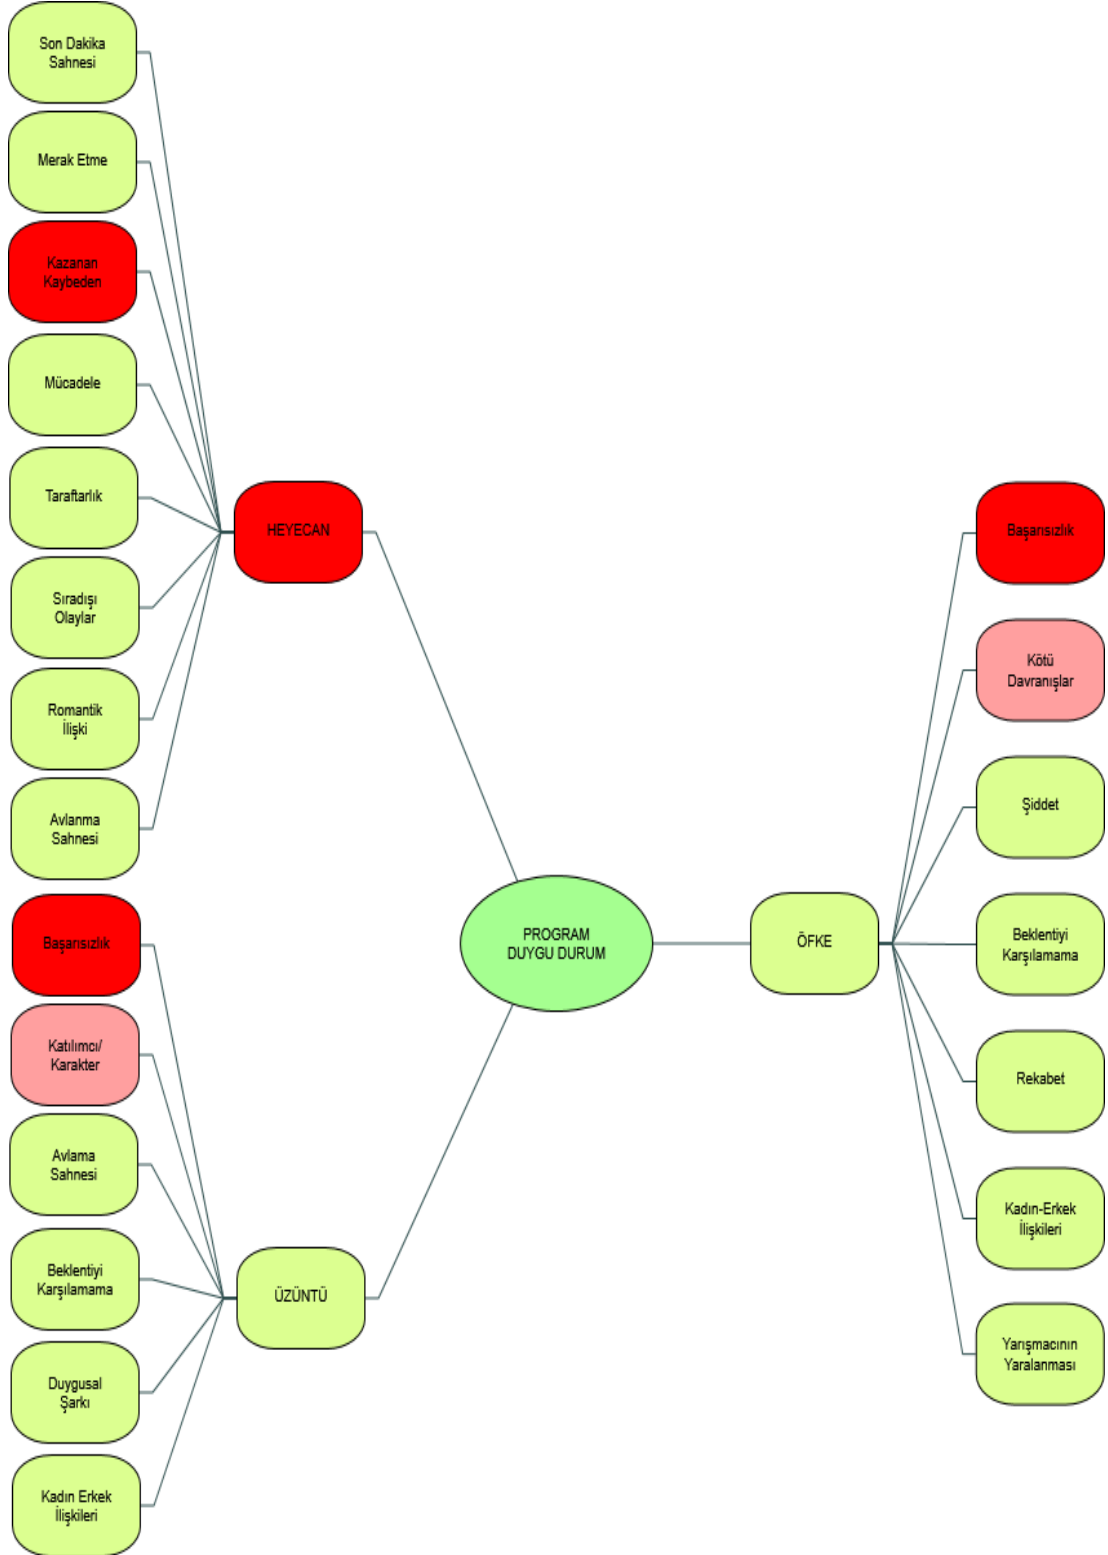 Son Dakika
Sahnesi
Merak Etme
Kazanan
Kaybeden
Mücadele
Taraftarlık
Sıradışı
Olaylar
Romantik
İlişki
Avlanma
Sahnesi
HEYECAN
Başarısızlık
Katılımcı/
Karakter
Avlama
Sahnesi
Beklentiyi
Karşılamama
Duygusal
Şarkı
Kadın Erkek
İlişkileri
ÜZÜNTÜ
PROGRAM
DUYGU DURUM
ÖFKE
Başarısızlık
Kötü
Davranışlar
Şiddet
Beklentiyi
Karşılamama
Rekabet
Kadın-Erkek
İlişkileri
Yarışmacının
Yaralanması